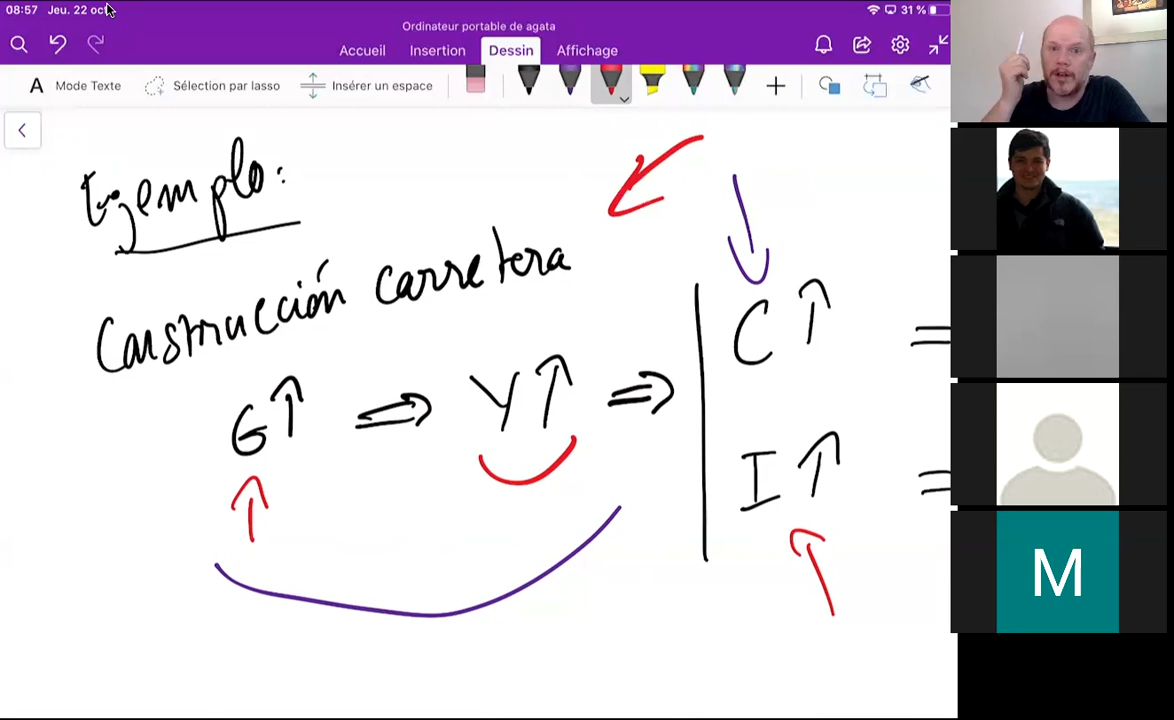 08:57 Jeu. 22 oct
31 %
Ordinateur portable de agata
Accueil Insertion Dessin Affichage
A Mode Texte Sélection par lasso Insérer un espace
Ejemplo:
Construcción carretera
G↑ ⇒ Y↑ ⇒ C↑ =
I↑ =
M